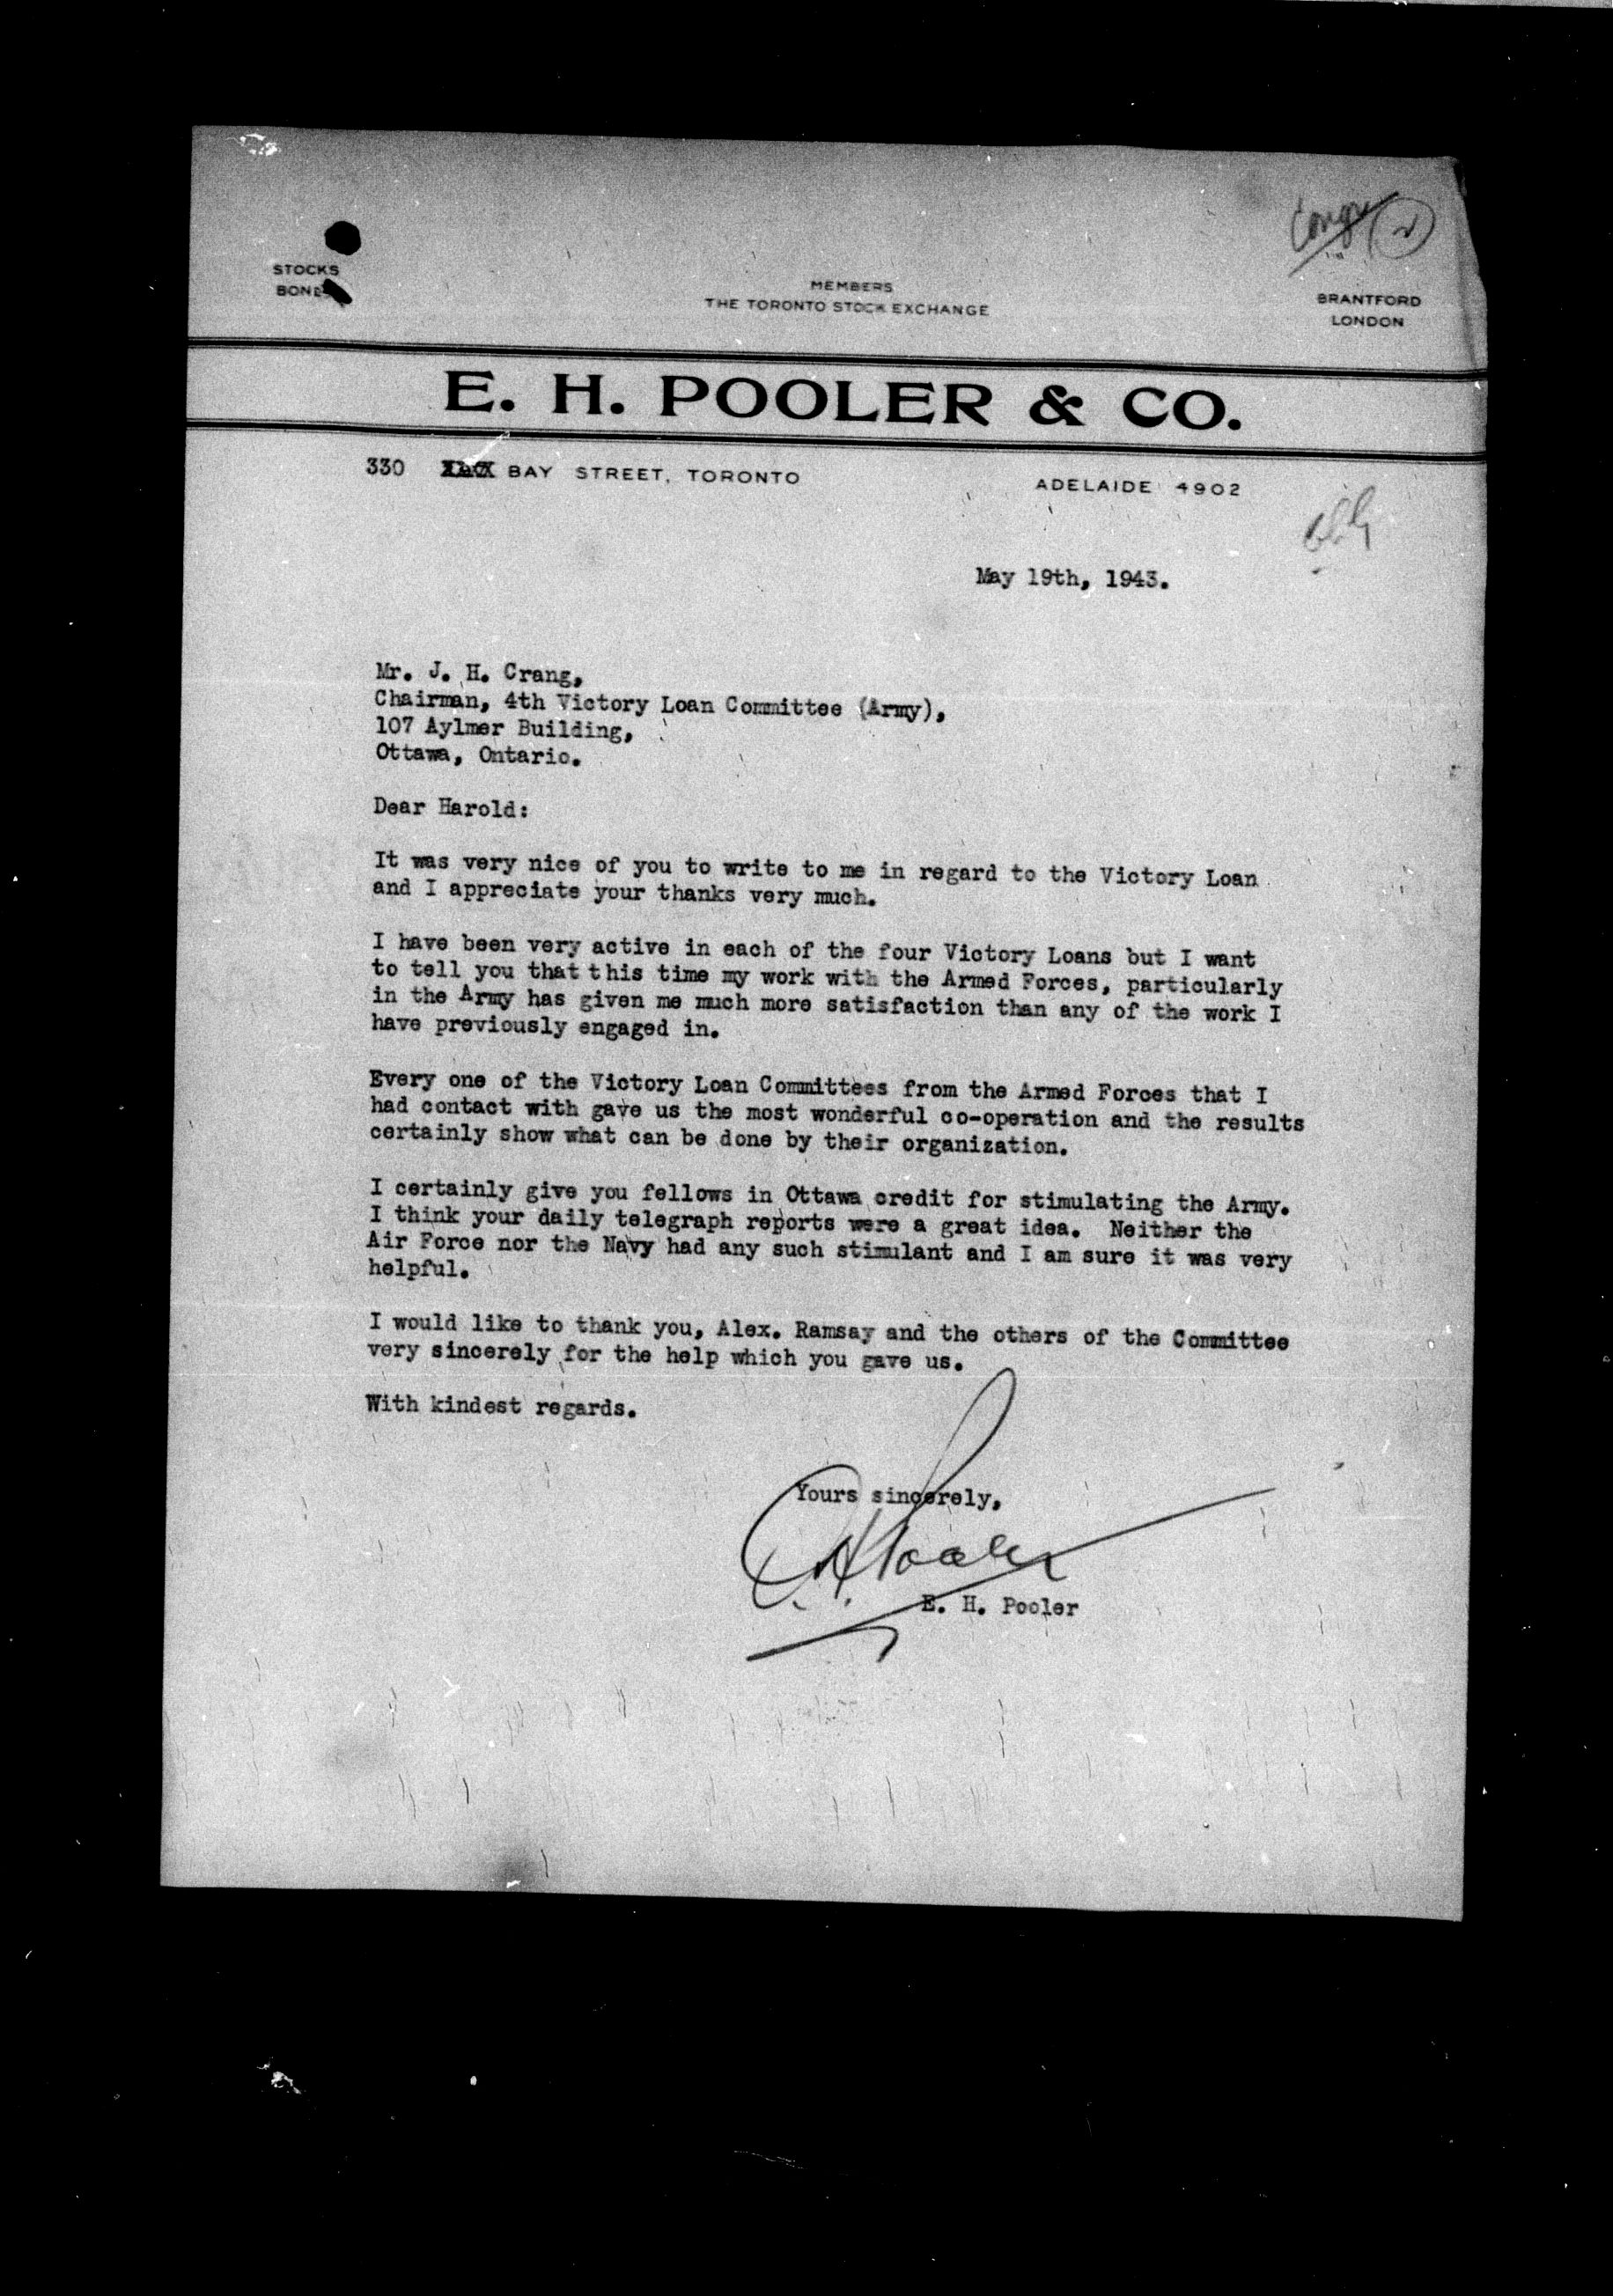 STOCKS
BONDS
MEMBERS
THE TORONTO STOCK EXCHANGE
BRANTFORD
LONDON
E. H. POOLER & CO.
330 BAY STREET, TORONTO
ADELAIDE 4902
May 19th, 1943.
Mr. J. H. Crang,
Chairman, 4th Victory Loan Committee (Army),
107 Aylmer Building,
Ottawa, Ontario.
Dear Harold:
It was very nice of you to write to me in regard to the Victory Loan
and I appreciate your thanks very much.
I have been very active in each of the four Victory Loans but I want
to tell you that this time my work with the Armed Forces, particularly
in the Army has given me much more satisfaction than any of the work I
have previously engaged in.
Every one of the Victory Loan Committees from the Armed Forces that I
had contact with gave us the most wonderful co-operation and the results
certainly show what can be done by their organization.
I certainly give you fellows in Ottawa credit for stimulating the Army.
I think your daily telegraph reports were a great idea. Neither the
Air Force nor the Navy had any such stimulant and I am sure it was very
helpful.
I would like to thank you, Alex. Ramsay and the others of the Committee
very sincerely for the help which you gave us.
With kindest regards.
Yours sincerely,
E. H. Pooler
E. H. Pooler